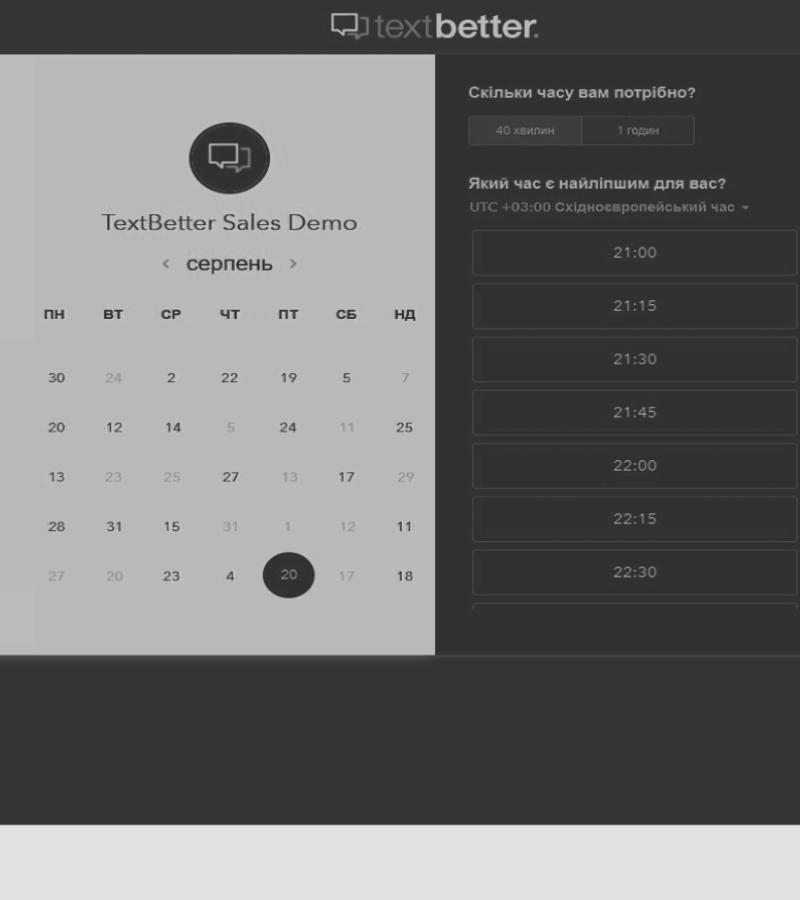 textbetter.
TextBetter Sales Demo
‹ серпень ›
ПН ВТ СР ЧТ ПТ СБ НД
30 24 2 22 19 5 7
20 12 14 5 24 11 25
13 23 25 27 13 17 29
28 31 15 31 1 12 11
27 20 23 4 20 17 18
Скільки часу вам потрібно?
40 хвилин 1 годин
Який час є найліпшим для вас?
UTC +03:00 Східноєвропейський час
21:00
21:15
21:30
21:45
22:00
22:15
22:30